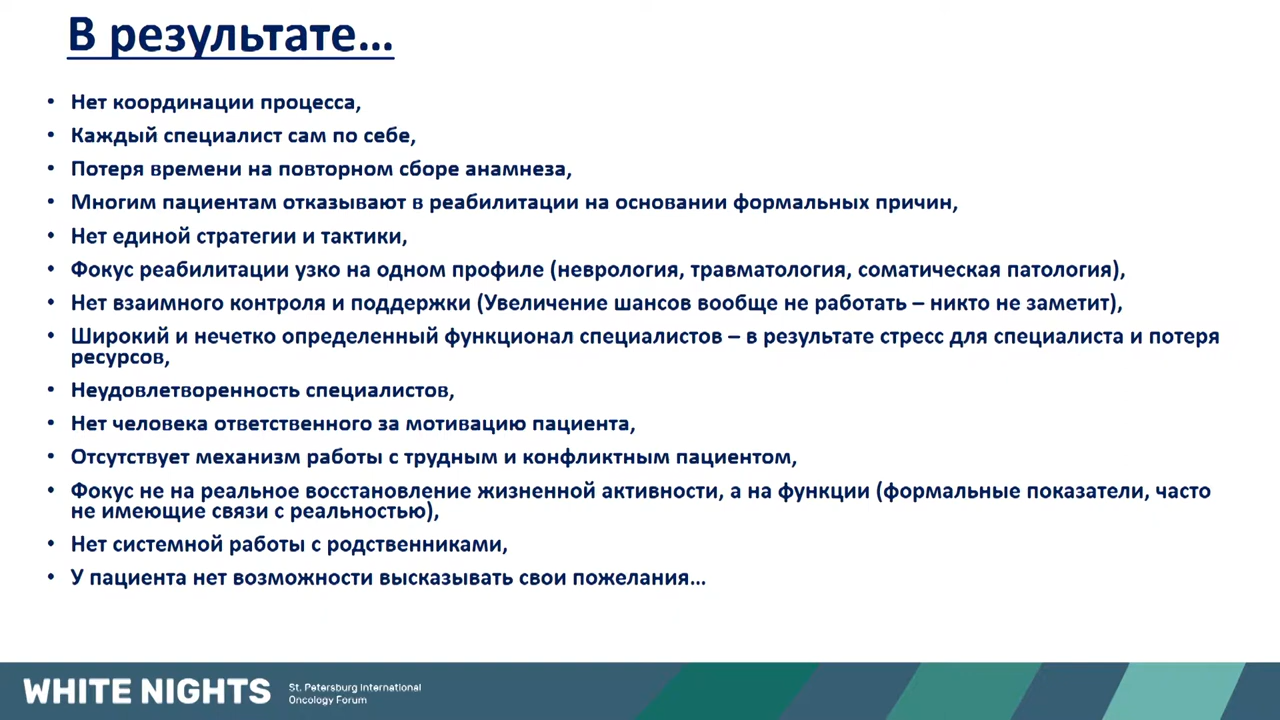 В результате...
• Нет координации процесса,
• Каждый специалист сам по себе,
• Потеря времени на повторном сборе анамнеза,
• Многим пациентам отказывают в реабилитации на основании формальных причин,
• Нет единой стратегии и тактики,
• Фокус реабилитации узко на одном профиле (неврология, травматология, соматическая патология),
• Нет взаимного контроля и поддержки (Увеличение шансов вообще не работать – никто не заметит),
• Широкий и нечетко определенный функционал специалистов – в результате стресс для специалиста и потеря
ресурсов,
• Неудовлетворенность специалистов,
• Нет человека ответственного за мотивацию пациента,
• Отсутствует механизм работы с трудным и конфликтным пациентом,
• Фокус не на реальное восстановление жизненной активности, а на функции (формальные показатели, часто
не имеющие связи с реальностью),
• Нет системной работы с родственниками,
• У пациента нет возможности высказывать свои пожелания...
WHITE NIGHTS
St. Petersburg International
Oncology Forum